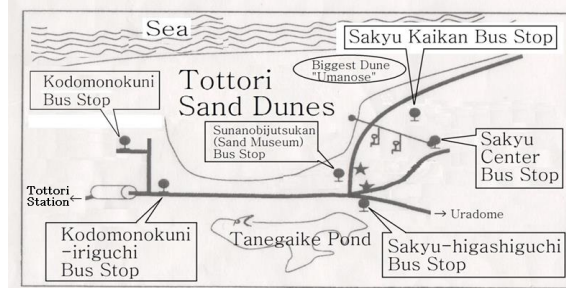 Sea
Sakyu Kaikan Bus Stop
Biggest Dune
"Umanose"
Kodomonokuni
Bus Stop
Tottori
Sand Dunes
Sunanobijutsukan
(Sand Museum)
Bus Stop
Sakyu
Center
Bus Stop
Tottori
Station
←
→ Uradome
Kodomonokuni
-iriguchi
Bus Stop
Tanegaike Pond
Sakyu-higashiguchi
Bus Stop